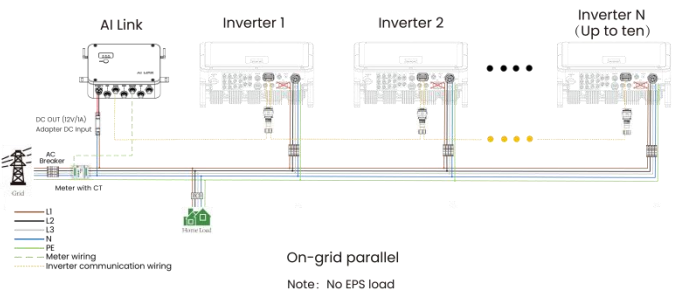 AI Link
Inverter 1
Inverter 2
Inverter N
(Up to ten)
DC OUT (12V/1A)
Adapter DC input
AC
Breaker
Meter with CT
Grid
Home Load
L1
L2
L3
N
PE
Meter wiring
Inverter communication wiring
On-grid parallel
Note: No EPS load